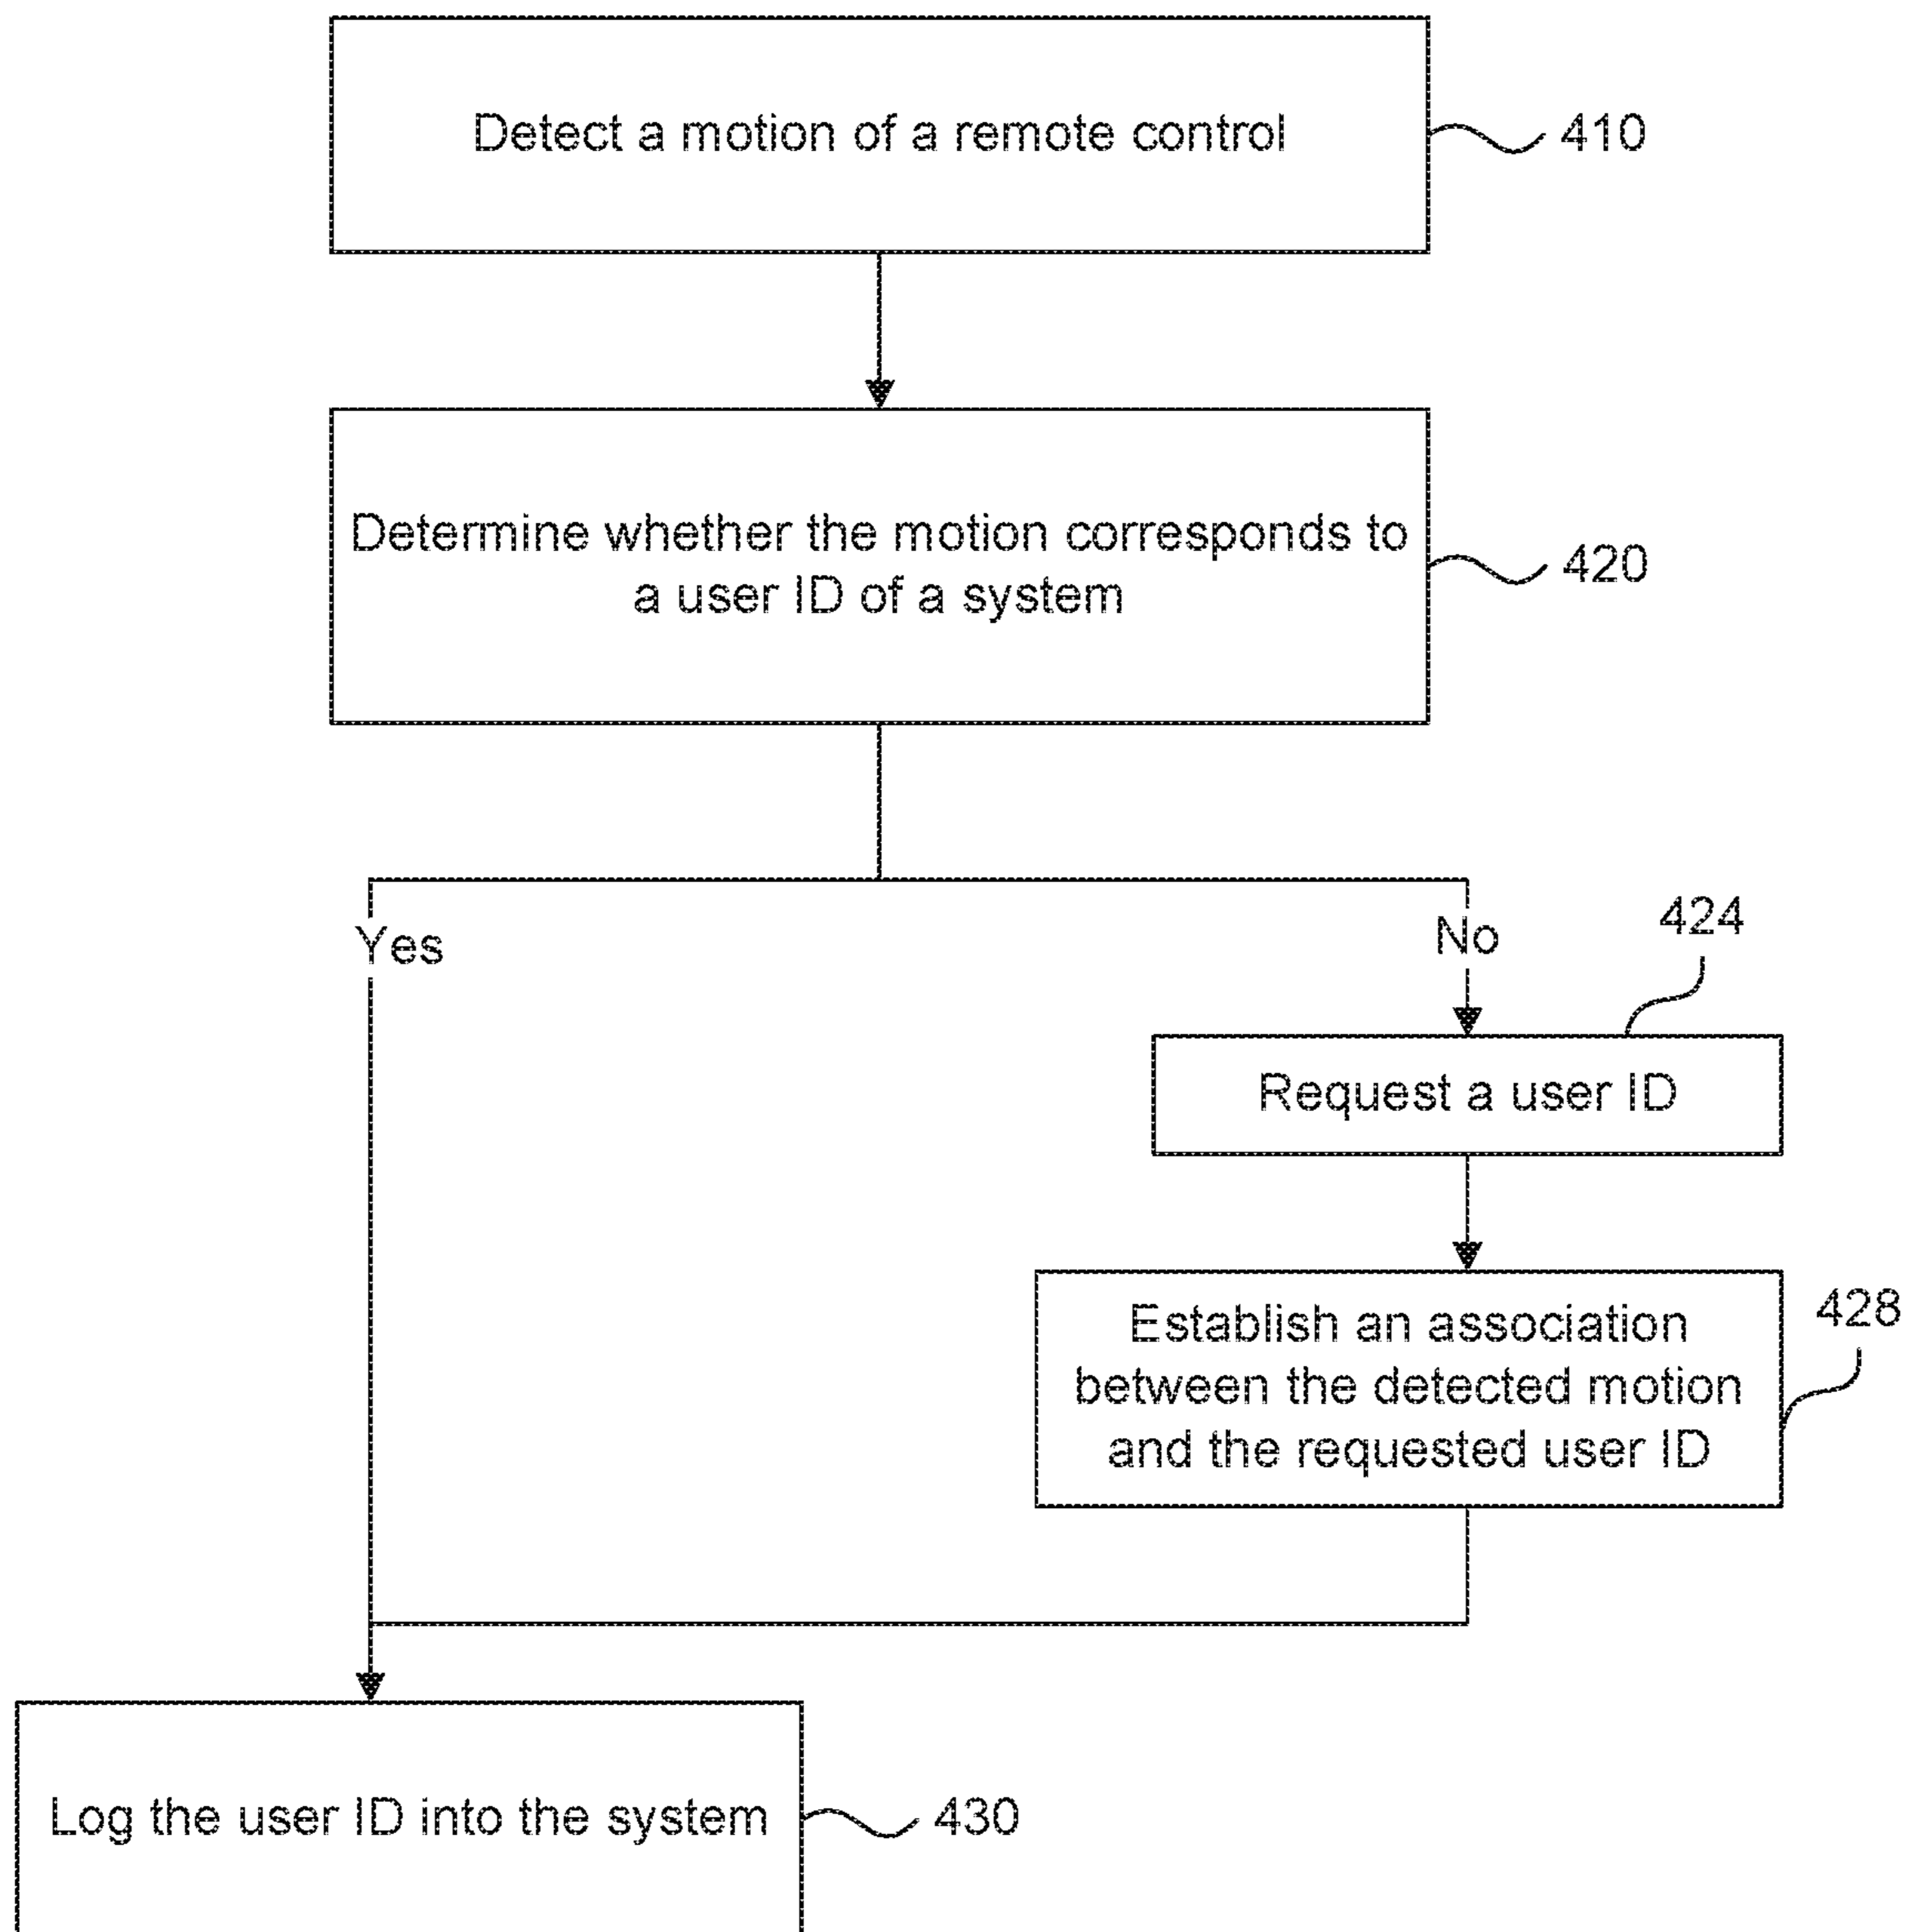 Detect a motion of a remote control
410
Determine whether the motion corresponds to
a user ID of a system
420
Yes
No
424
Request a user ID
Establish an association
between the detected motion
and the requested user ID
428
Log the user ID into the system
430